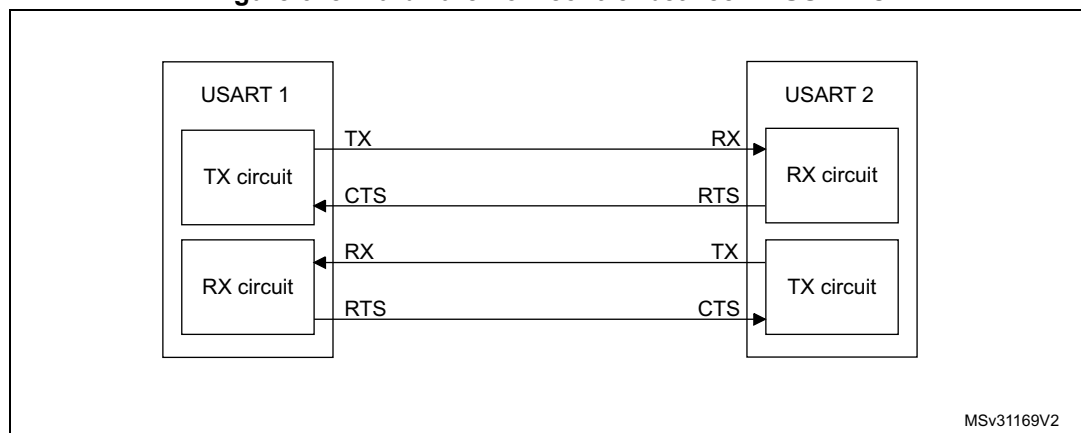 USART 1
USART 2
TX
RX
TX circuit
RX circuit
CTS
RTS
RX
TX
RX circuit
TX circuit
RTS
CTS
MSv31169V2